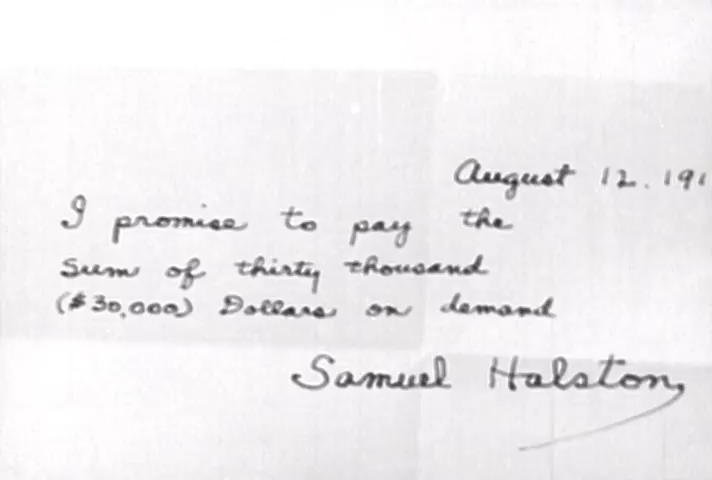 August 12. 191
I promise to pay the
sum of thirty thousand
($30,000) Dollars on demand
Samuel Halston,